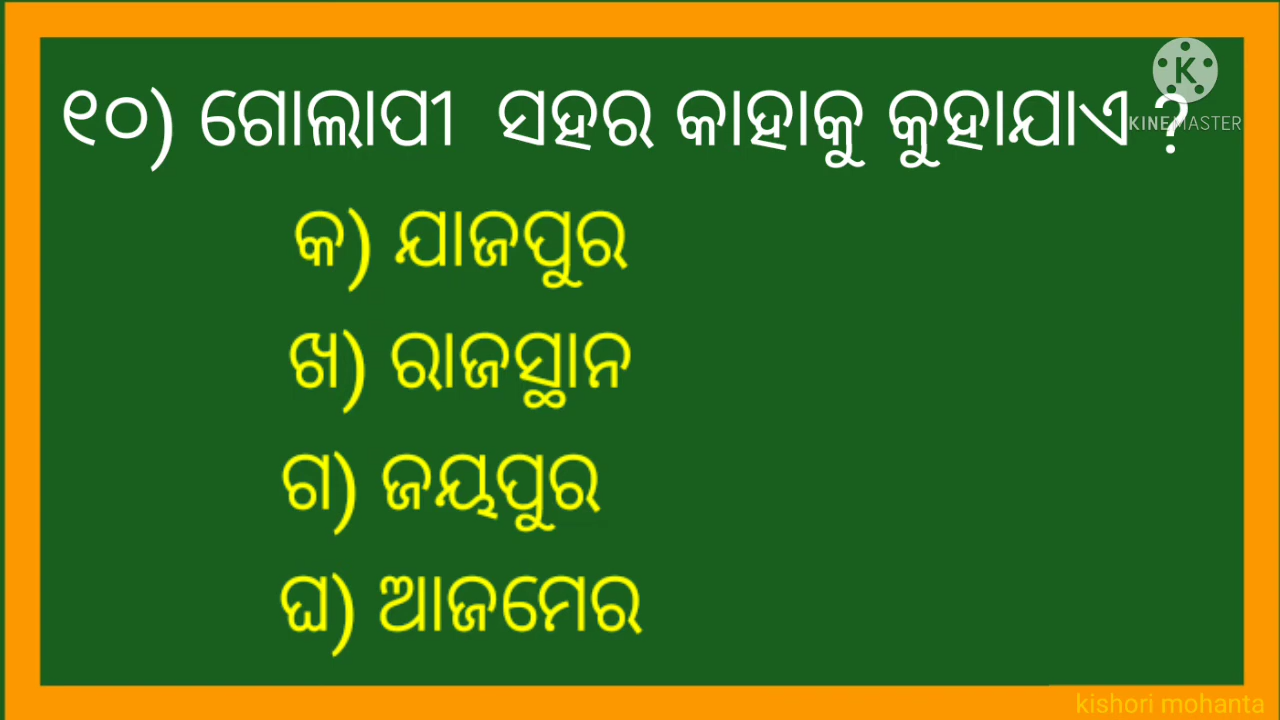 ୧୦) ଗୋଲାପୀ ସହର କାହାକୁ କୁହାଯାଏ ?
K
KINEMASTER
କ) ଯାଜପୁର
ଖ) ରାଜସ୍ଥାନ
ଗ) ଜୟପୁର
ଘ) ଆଜମେର
kishori mohanta